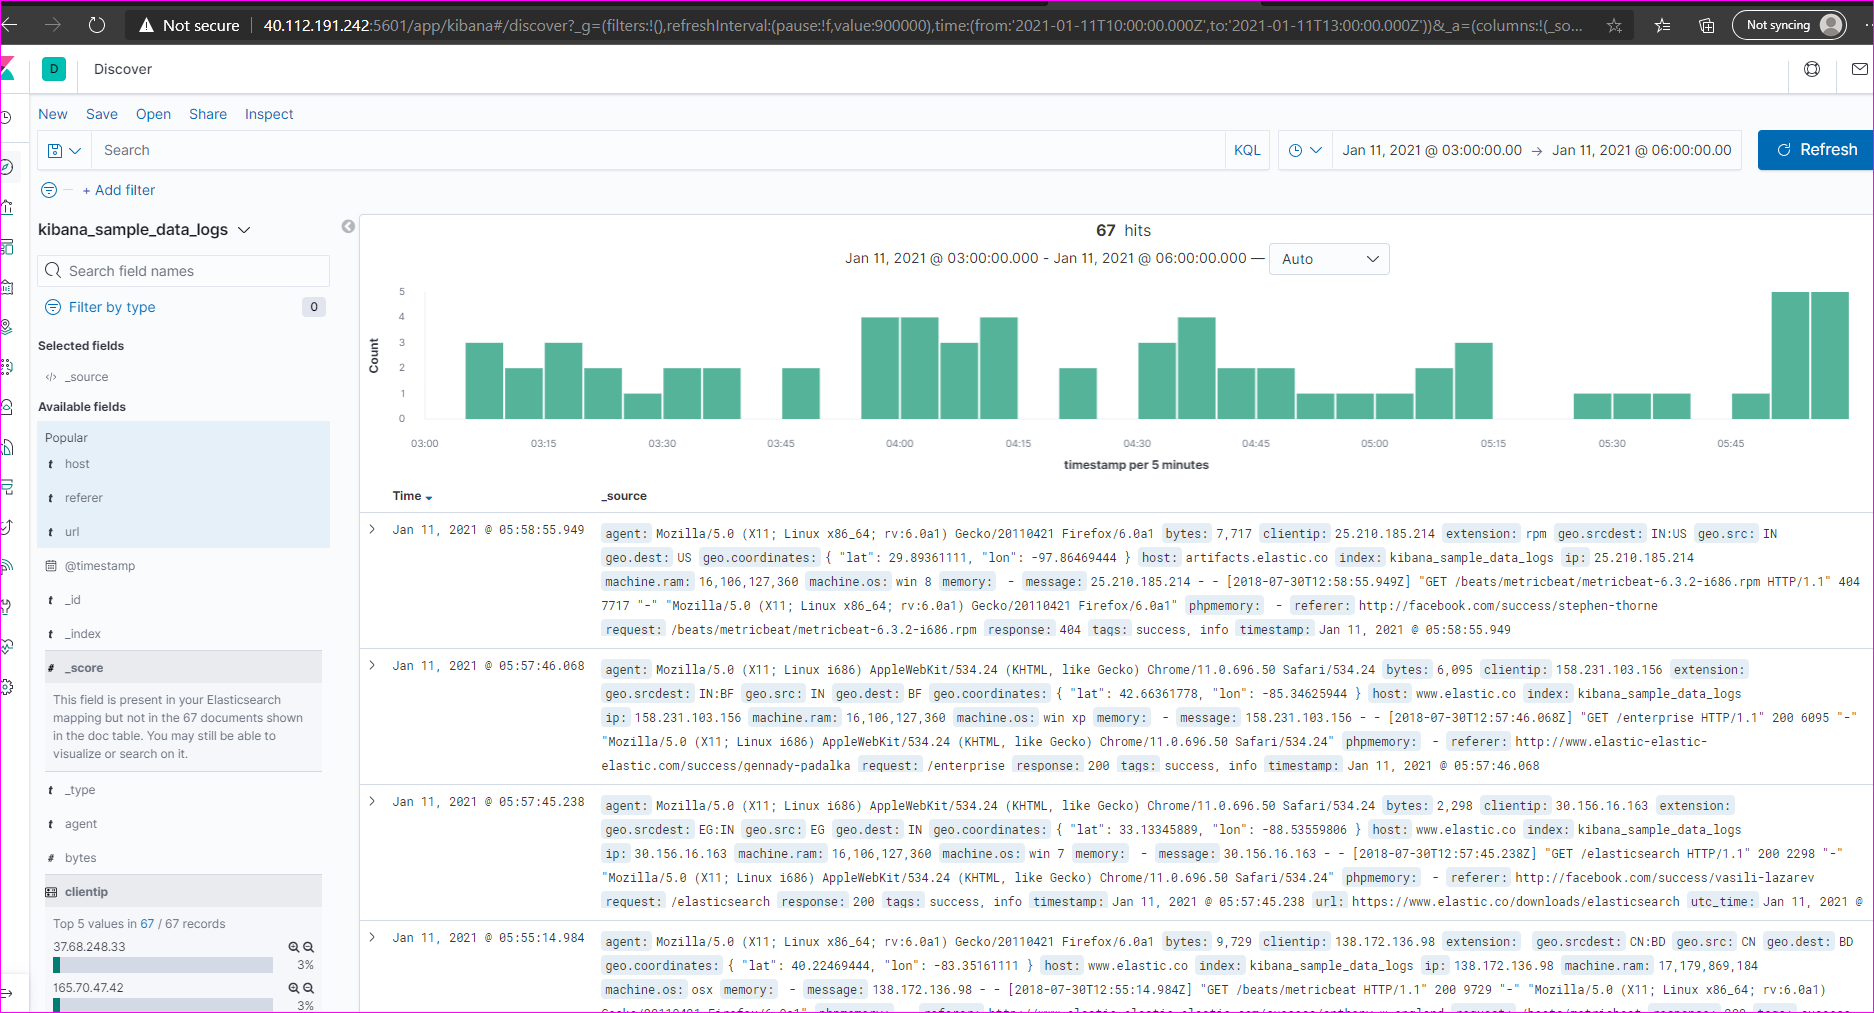 Not secure 40.112.191.242:5601/app/kibana#/discover?_g=(filters:!(),refreshInterval:(pause:!f,value:900000),time:(from:'2021-01-11T10:00:00.000Z',to:'2021-01-11T13:00:00.000Z'))&_a=(columns:!(_so... Not syncing
D Discover
New Save Open Share Inspect
Search KQL Jan 11, 2021 @ 03:00:00.00 → Jan 11, 2021 @ 06:00:00.00 Refresh
+ Add filter
kibana_sample_data_logs
Search field names
Filter by type 0
Selected fields
_source
Available fields
Popular
t host
t referer
t url
@timestamp
t _id
t _index
# _score
This field is present in your Elasticsearch
mapping but not in the 67 documents shown
in the doc table. You may still be able to
visualize or search on it.
t _type
t agent
# bytes
clientip
Top 5 values in 67 / 67 records
37.68.248.33
3%
165.70.47.42
3%
67 hits
Jan 11, 2021 @ 03:00:00.000 - Jan 11, 2021 @ 06:00:00.000 — Auto
Count
5
4
3
2
1
0
03:00 03:15 03:30 03:45 04:00 04:15 04:30 04:45 05:00 05:15 05:30 05:45
timestamp per 5 minutes
Time _source
Jan 11, 2021 @ 05:58:55.949
agent: Mozilla/5.0 (X11; Linux x86_64; rv:6.0a1) Gecko/20110421 Firefox/6.0a1 bytes: 7,717 clientip: 25.210.185.214 extension: rpm geo.srcdest: IN:US geo.src: IN
geo.dest: US geo.coordinates: { "lat": 29.89361111, "lon": -97.86469444 } host: artifacts.elastic.co index: kibana_sample_data_logs ip: 25.210.185.214
machine.ram: 16,106,127,360 machine.os: win 8 memory: - message: 25.210.185.214 - - [2018-07-30T12:58:55.949Z] "GET /beats/metricbeat/metricbeat-6.3.2-i686.rpm HTTP/1.1" 404
7717 "-" "Mozilla/5.0 (X11; Linux x86_64; rv:6.0a1) Gecko/20110421 Firefox/6.0a1" phpmemory: - referer: http://facebook.com/success/stephen-thorne
request: /beats/metricbeat/metricbeat-6.3.2-i686.rpm response: 404 tags: success, info timestamp: Jan 11, 2021 @ 05:58:55.949
Jan 11, 2021 @ 05:57:46.068
agent: Mozilla/5.0 (X11; Linux i686) AppleWebKit/534.24 (KHTML, like Gecko) Chrome/11.0.696.50 Safari/534.24 bytes: 6,095 clientip: 158.231.103.156 extension:
geo.srcdest: IN:BF geo.src: IN geo.dest: BF geo.coordinates: { "lat": 42.66361778, "lon": -85.34625944 } host: www.elastic.co index: kibana_sample_data_logs
ip: 158.231.103.156 machine.ram: 16,106,127,360 machine.os: win xp memory: - message: 158.231.103.156 - - [2018-07-30T12:57:46.068Z] "GET /enterprise HTTP/1.1" 200 6095 "-"
"Mozilla/5.0 (X11; Linux i686) AppleWebKit/534.24 (KHTML, like Gecko) Chrome/11.0.696.50 Safari/534.24" phpmemory: - referer: http://www.elastic-elastic-
elastic.com/success/gennady-padalka request: /enterprise response: 200 tags: success, info timestamp: Jan 11, 2021 @ 05:57:46.068
Jan 11, 2021 @ 05:57:45.238
agent: Mozilla/5.0 (X11; Linux i686) AppleWebKit/534.24 (KHTML, like Gecko) Chrome/11.0.696.50 Safari/534.24 bytes: 2,298 clientip: 30.156.16.163 extension:
geo.srcdest: EG:IN geo.src: EG geo.dest: IN geo.coordinates: { "lat": 33.13345889, "lon": -88.53559806 } host: www.elastic.co index: kibana_sample_data_logs
ip: 30.156.16.163 machine.ram: 16,106,127,360 machine.os: win 7 memory: - message: 30.156.16.163 - - [2018-07-30T12:57:45.238Z] "GET /elasticsearch HTTP/1.1" 200 2298 "-"
"Mozilla/5.0 (X11; Linux i686) AppleWebKit/534.24 (KHTML, like Gecko) Chrome/11.0.696.50 Safari/534.24" phpmemory: - referer: http://facebook.com/success/vasili-lazarev
request: /elasticsearch response: 200 tags: success, info timestamp: Jan 11, 2021 @ 05:57:45.238 url: https://www.elastic.co/downloads/elasticsearch utc_time: Jan 11, 2021 @
Jan 11, 2021 @ 05:55:14.984
agent: Mozilla/5.0 (X11; Linux x86_64; rv:6.0a1) Gecko/20110421 Firefox/6.0a1 bytes: 9,729 clientip: 138.172.136.98 extension: geo.srcdest: CN:BD geo.src: CN geo.dest: BD
geo.coordinates: { "lat": 40.22469444, "lon": -83.35161111 } host: www.elastic.co index: kibana_sample_data_logs ip: 138.172.136.98 machine.ram: 17,179,869,184
machine.os: osx memory: - message: 138.172.136.98 - - [2018-07-30T12:55:14.984Z] "GET /beats/metricbeat HTTP/1.1" 200 9729 "-" "Mozilla/5.0 (X11; Linux x86_64; rv:6.0a1)